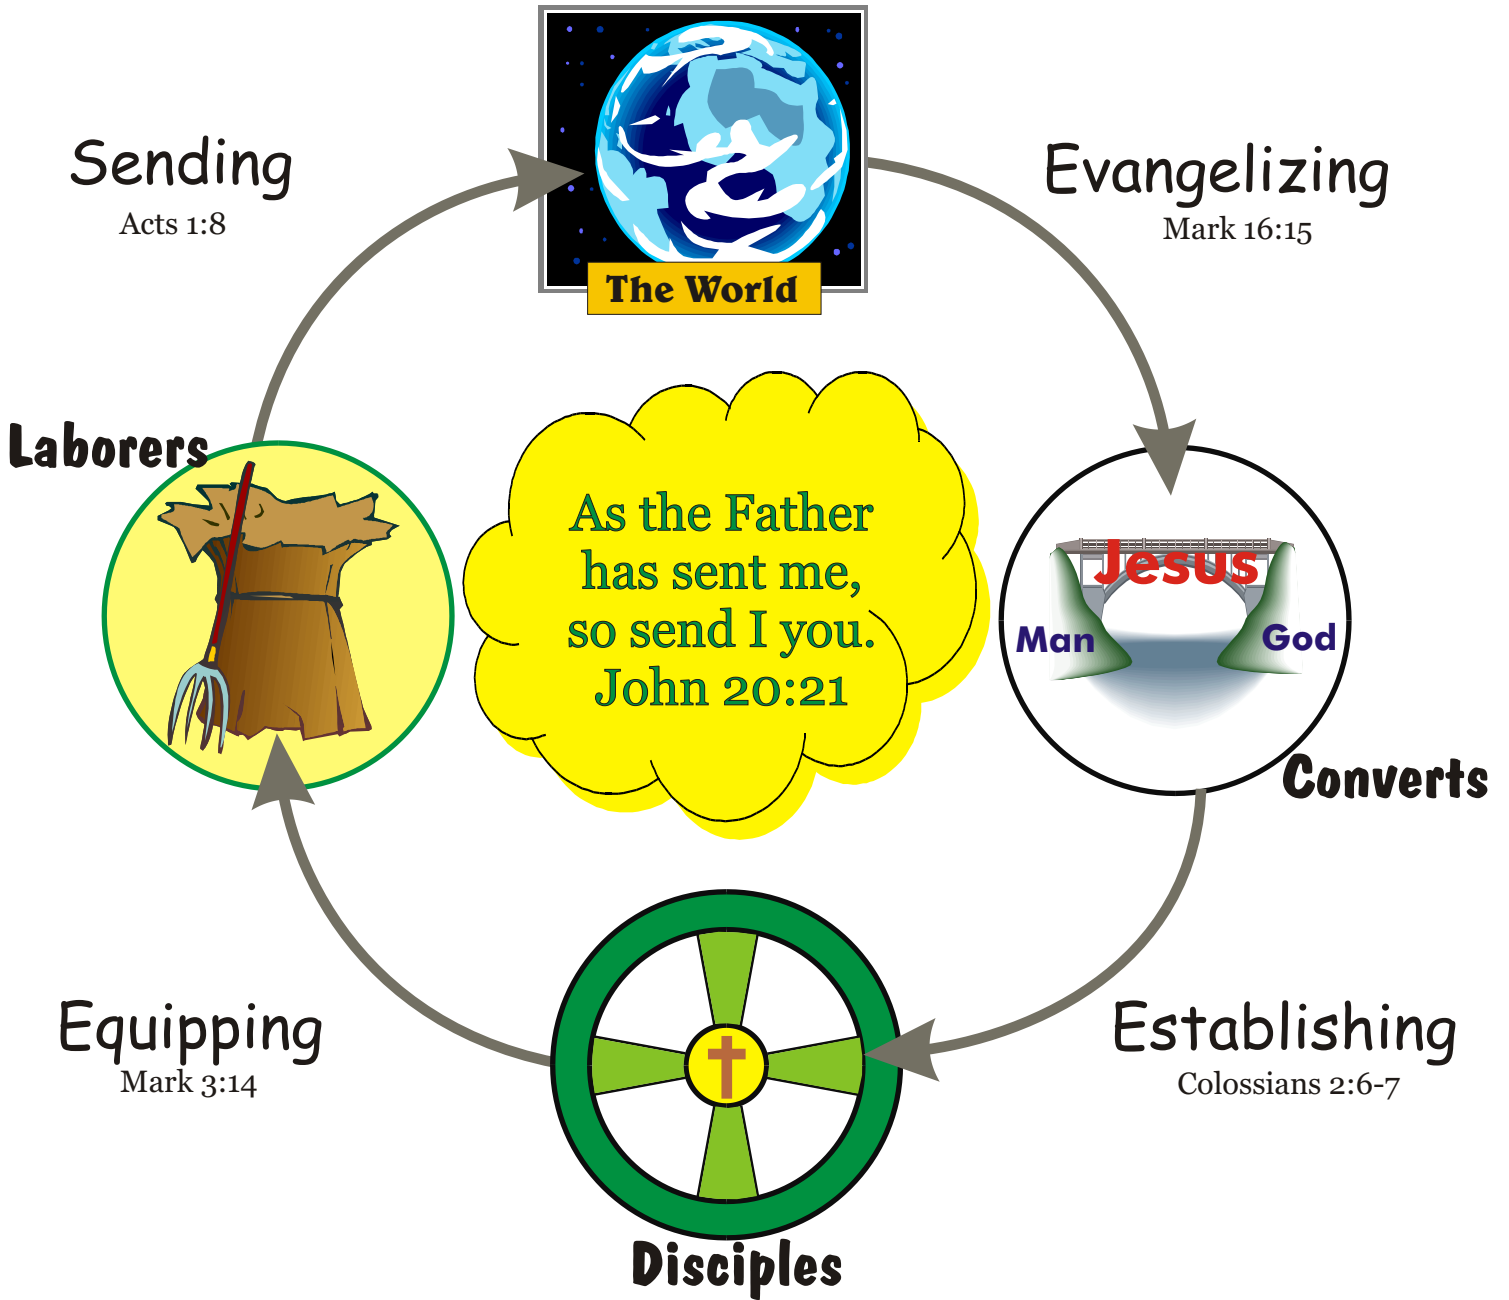 Sending
Acts 1:8
The World
Evangelizing
Mark 16:15
Laborers
As the Father
has sent me,
so send I you.
John 20:21
Jesus
Man
God
Converts
Equipping
Mark 3:14
Establishing
Colossians 2:6-7
Disciples